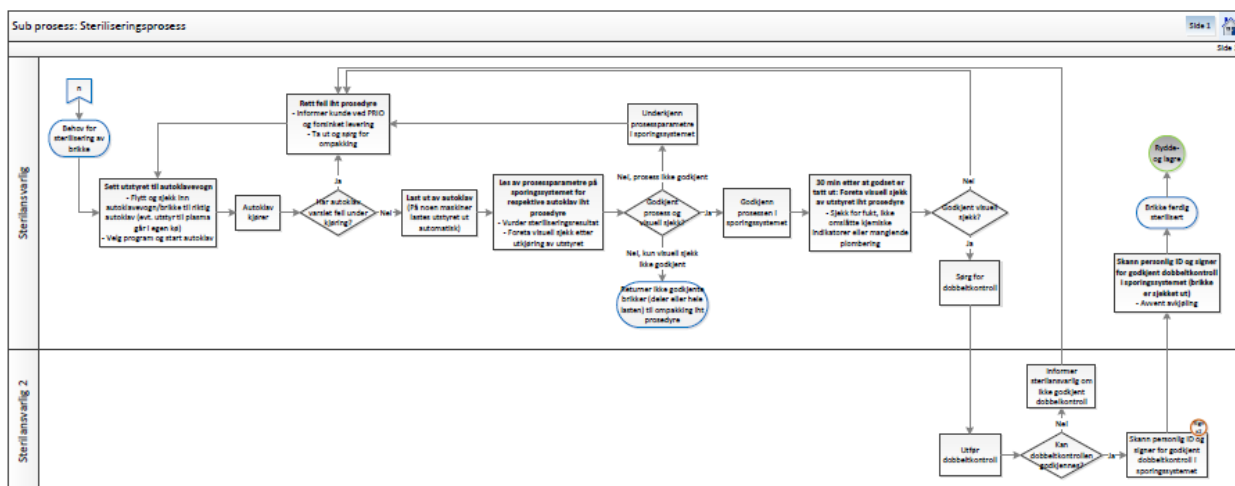 Sub prosess: Steriliseringsprosess
Side 1
Side
Sterilansvarlig
n
Behov for
sterilisering av
brikke
Sett utstyret til autoklavevogn
- Flytt og sjekk inn
autoklavevogn/brikke til riktig
autoklav (evt. utstyr til plasma
går i egen kø)
- Velg program og start autoklav
Autoklav
kjører
Rett feil iht prosedyre
- Informer kunde ved PRIO
og forsinket levering
- Ta ut og sørg for
ompakking
Ja
Har autoklav
varslet feil under
kjøring?
Nei
Last ut av autoklav
(På noen maskiner
lastes utstyret ut
automatisk)
Les av prosessparametre på
sporingssystemet for
respektive autoklav iht
prosedyre
- Vurder steriliseringsresultat
- Foreta visuell sjekk etter
utkjøring av utstyret
Underkjenn
prosessparametre
i sporingssystemet
Nei, prosess ikke godkjent
Godkjent
prosess og
visuell sjekk?
Ja
Nei, kun visuell sjekk
ikke godkjent
Returner ikke godkjente
brikker (deler eller hele
lasten) til ompakking iht
prosedyre
Godkjenn
prosessen i
sporingssystemet
30 min etter at godset er
tatt ut: Foreta visuell sjekk
av utstyret iht prosedyre
- Sjekk for fukt, ikke
omslåtte kjemiske
indikatorer eller manglende
plombering
Nei
Godkjent visuell
sjekk?
Ja
Sørg for
dobbeltkontroll
Rydde-
og lagre
Brikke ferdig
sterilisert
Skann personlig ID og signer
for godkjent dobbeltkontroll
i sporingssystemet (brikke
er sjekket ut)
- Avvent avkjøling
Sterilansvarlig 2
Utfør
dobbeltkontroll
Informer
sterilansvarlig om
ikke godkjent
dobbelkontroll
Nei
Kan
dobbeltkontrollen
godkjennes?
Ja
Skann personlig ID og
signer for godkjent
dobbeltkontroll i
sporingssystemet